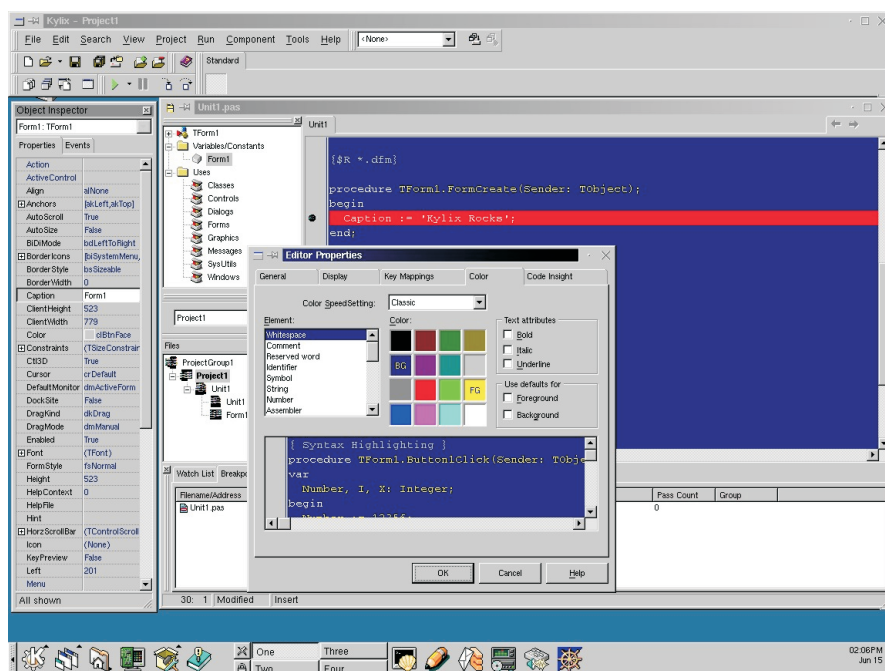 Kylix - Project1
File Edit Search View Project Run Component Tools Help <None>
Standard
Object Inspector
Form1: TForm1
Properties Events
Action
ActiveControl
Align alNone
Anchors [akLeft,akTop]
AutoScroll True
AutoSize False
BiDiMode bdLeftToRight
BorderIcons [biSystemMenu,
BorderStyle bsSizeable
BorderWidth 0
Caption Form1
ClientHeight 523
ClientWidth 779
Color clBtnFace
Constraints (TSizeConstrain
Ctl3D True
Cursor crDefault
DefaultMonitor dmActiveForm
DockSite False
DragKind dkDrag
DragMode dmManual
Enabled True
Font (TFont)
FormStyle fsNormal
Height 523
HelpContext 0
HelpFile
Hint
HorzScrollBar (TControlScroll
Icon (None)
KeyPreview False
Left 201
Menu
All shown
Unit1.pas
TForm1
Variables/Constants
Form1
Uses
Classes
Controls
Dialogs
Forms
Graphics
Messages
SysUtils
Windows
Unit1
{$R *.dfm}
procedure TForm1.FormCreate(Sender: TObject);
begin
Caption := 'Kylix Rocks';
end;
Project1
Files
ProjectGroup1
Project1
Unit1
Unit1
Form1
Editor Properties
General Display Key Mappings Color Code Insight
Color SpeedSetting: Classic
Element:
Whitespace
Comment
Reserved word
Identifier
Symbol
String
Number
Assembler
Color:
BG
FG
Text attributes
Bold
Italic
Underline
Use defaults for
Foreground
Background
{ Syntax Highlighting }
procedure TForm1.Button1Click(Sender: TObje
var
Number, I, X: Integer;
begin
Number := 12356;
OK Cancel Help
Watch List Breakpo
Filename/Address Pass Count Group
Unit1.pas 0
30: 1 Modified Insert
One Three
Two Four
02:06PM
Jun 15